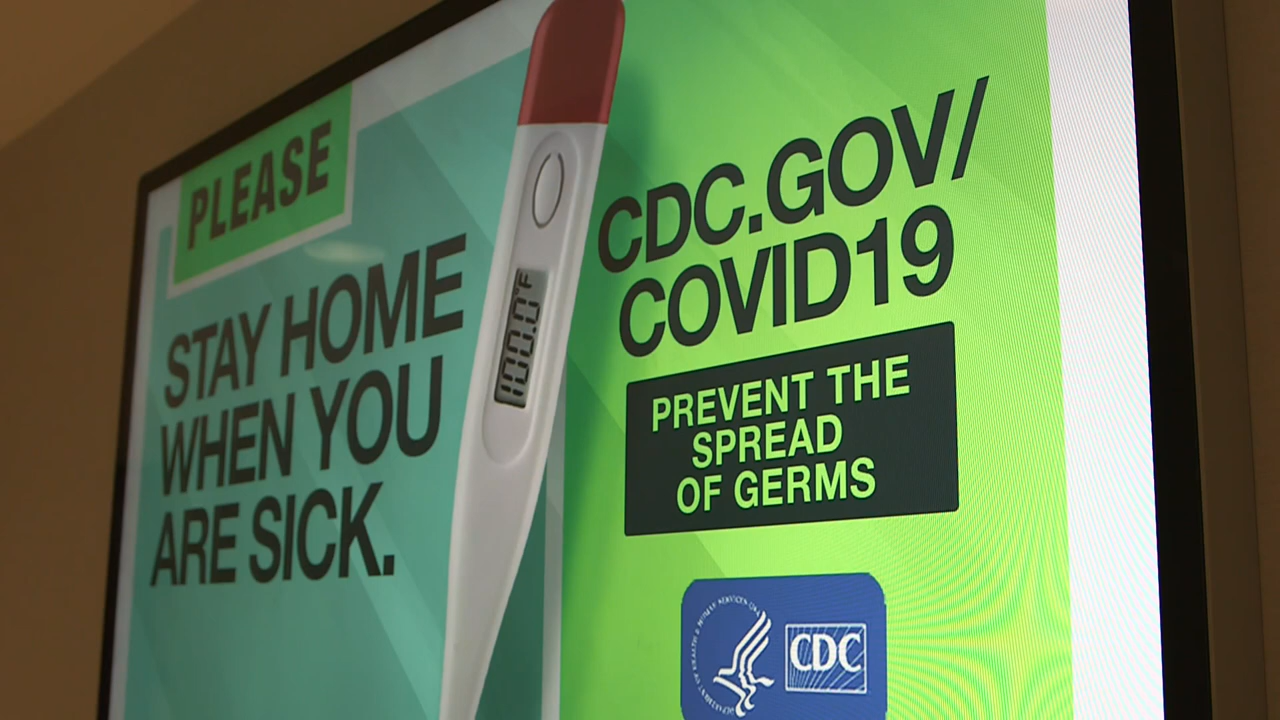 PLEASE
STAY HOME
WHEN YOU
ARE SICK.
100.0°F
CDC.GOV/
COVID19
PREVENT THE
SPREAD
OF GERMS
CDC